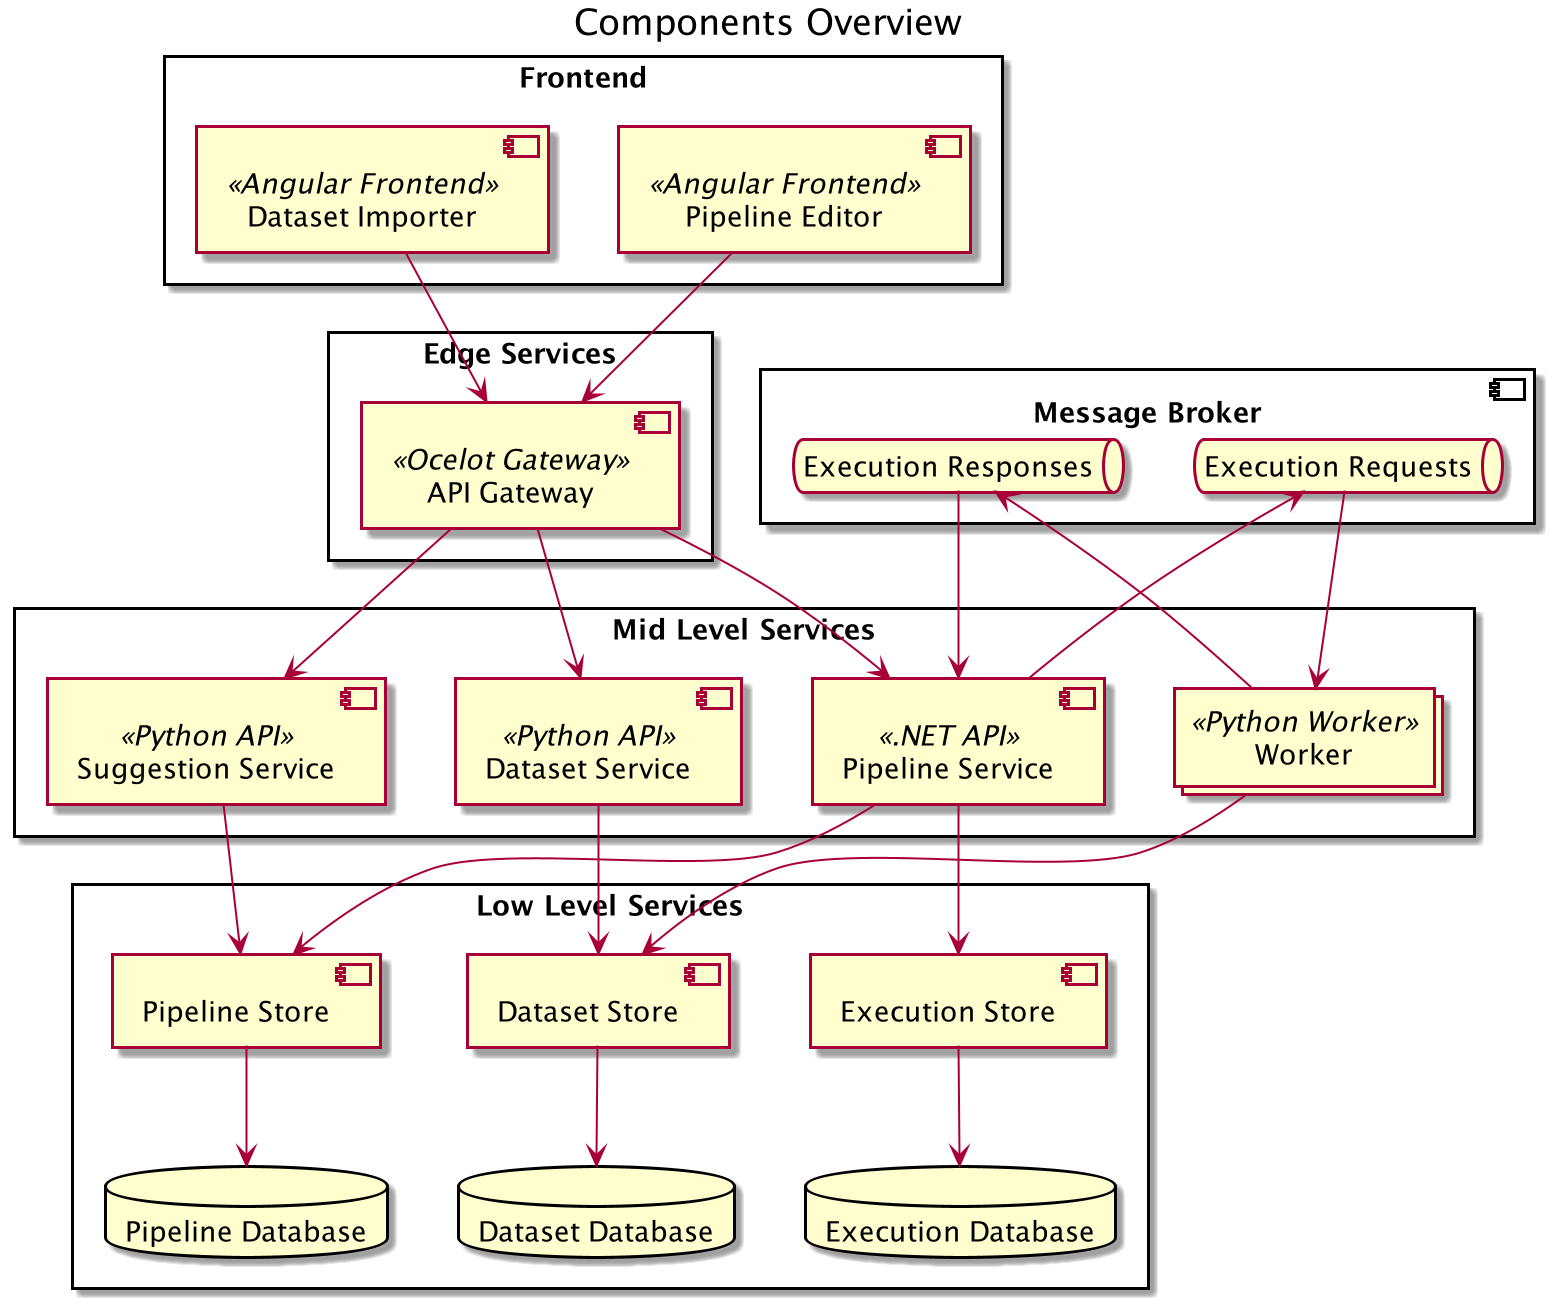 Components Overview
Frontend
«Angular Frontend»
Dataset Importer
«Angular Frontend»
Pipeline Editor
Edge Services
«Ocelot Gateway»
API Gateway
Message Broker
Execution Responses
Execution Requests
Mid Level Services
«Python API»
Suggestion Service
«Python API»
Dataset Service
«.NET API»
Pipeline Service
«Python Worker»
Worker
Low Level Services
Pipeline Store
Dataset Store
Execution Store
Pipeline Database
Dataset Database
Execution Database